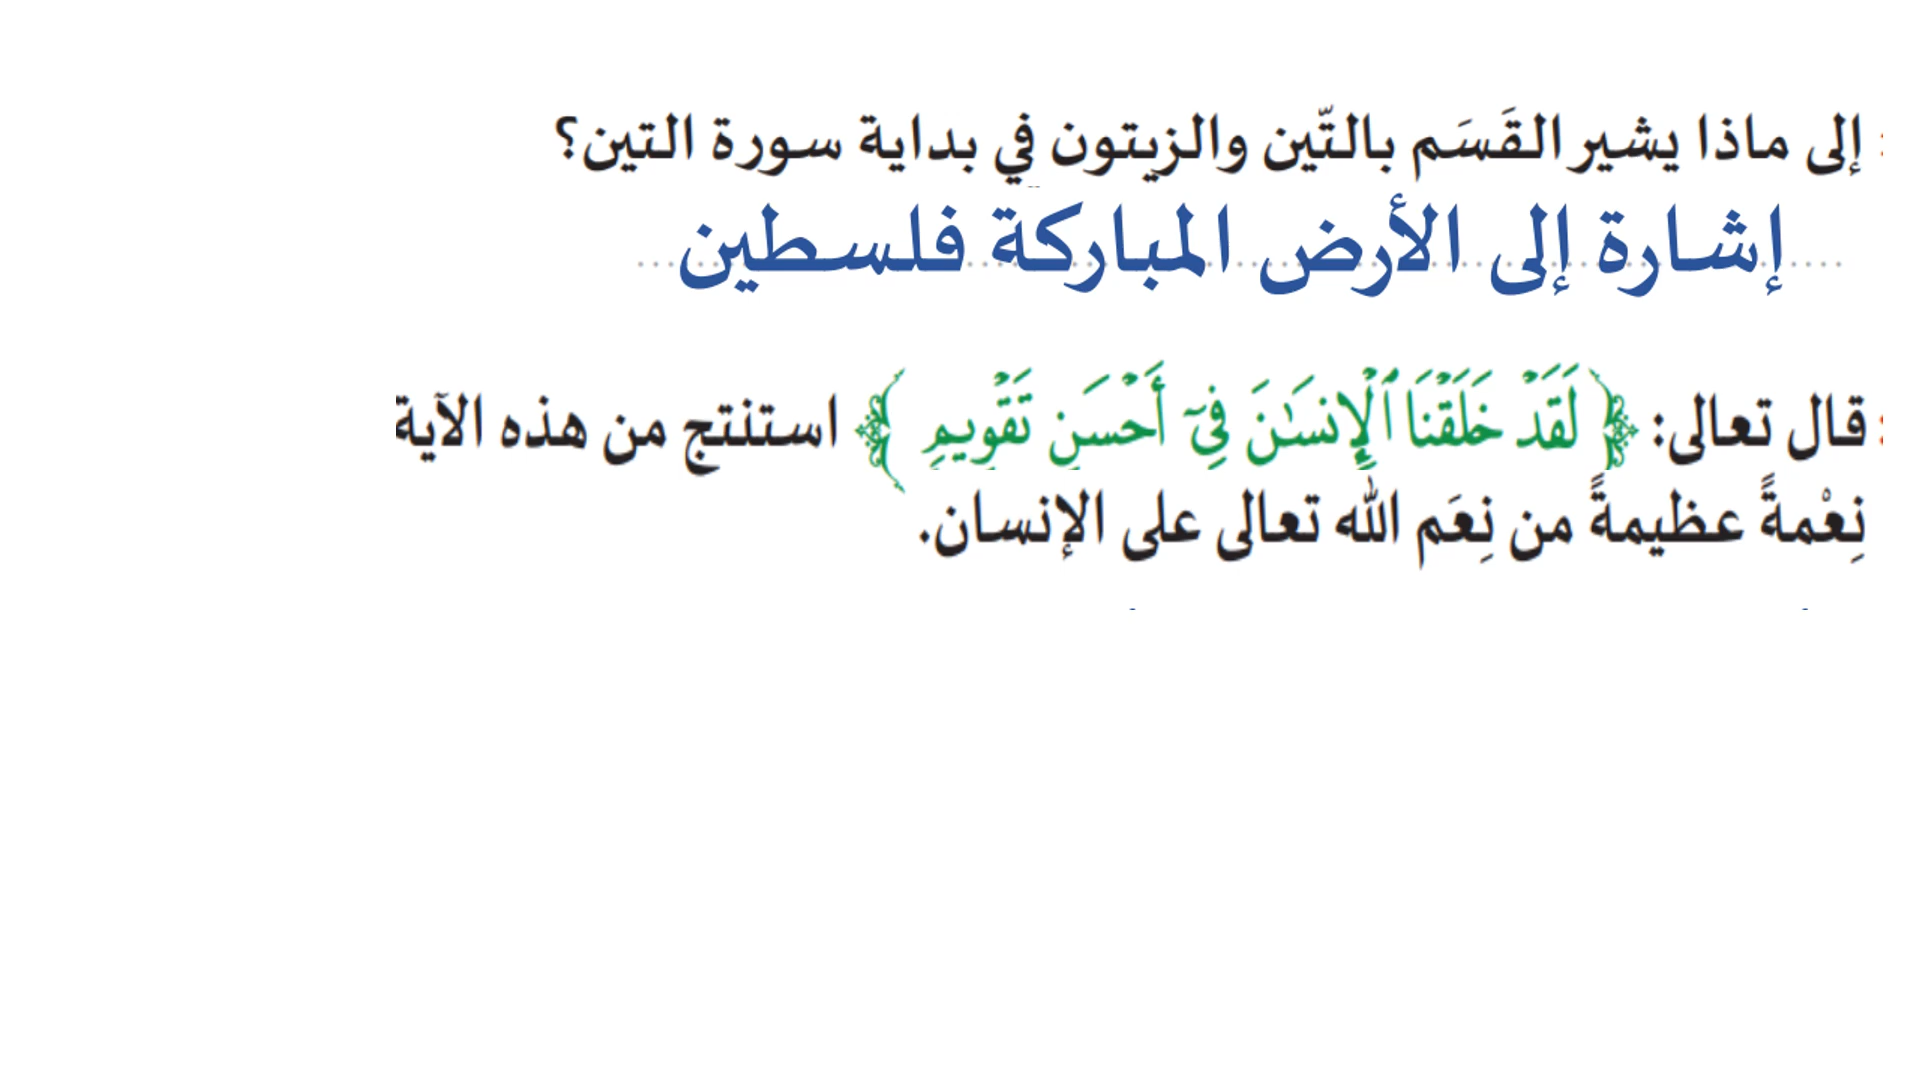 : إلى ماذا يشير القَسَم بالتّين والزيتون في بداية سورة التين؟
إشارة إلى الأرض المباركة فلسطين
: قال تعالى: ﴿لَقَدۡ خَلَقۡنَا ٱلۡإِنسَٰنَ فِيٓ أَحۡسَنِ تَقۡوِيمٖ﴾ استنتج من هذه الآية
نِعْمةً عظيمةً من نِعَم الله تعالى على الإنسان.